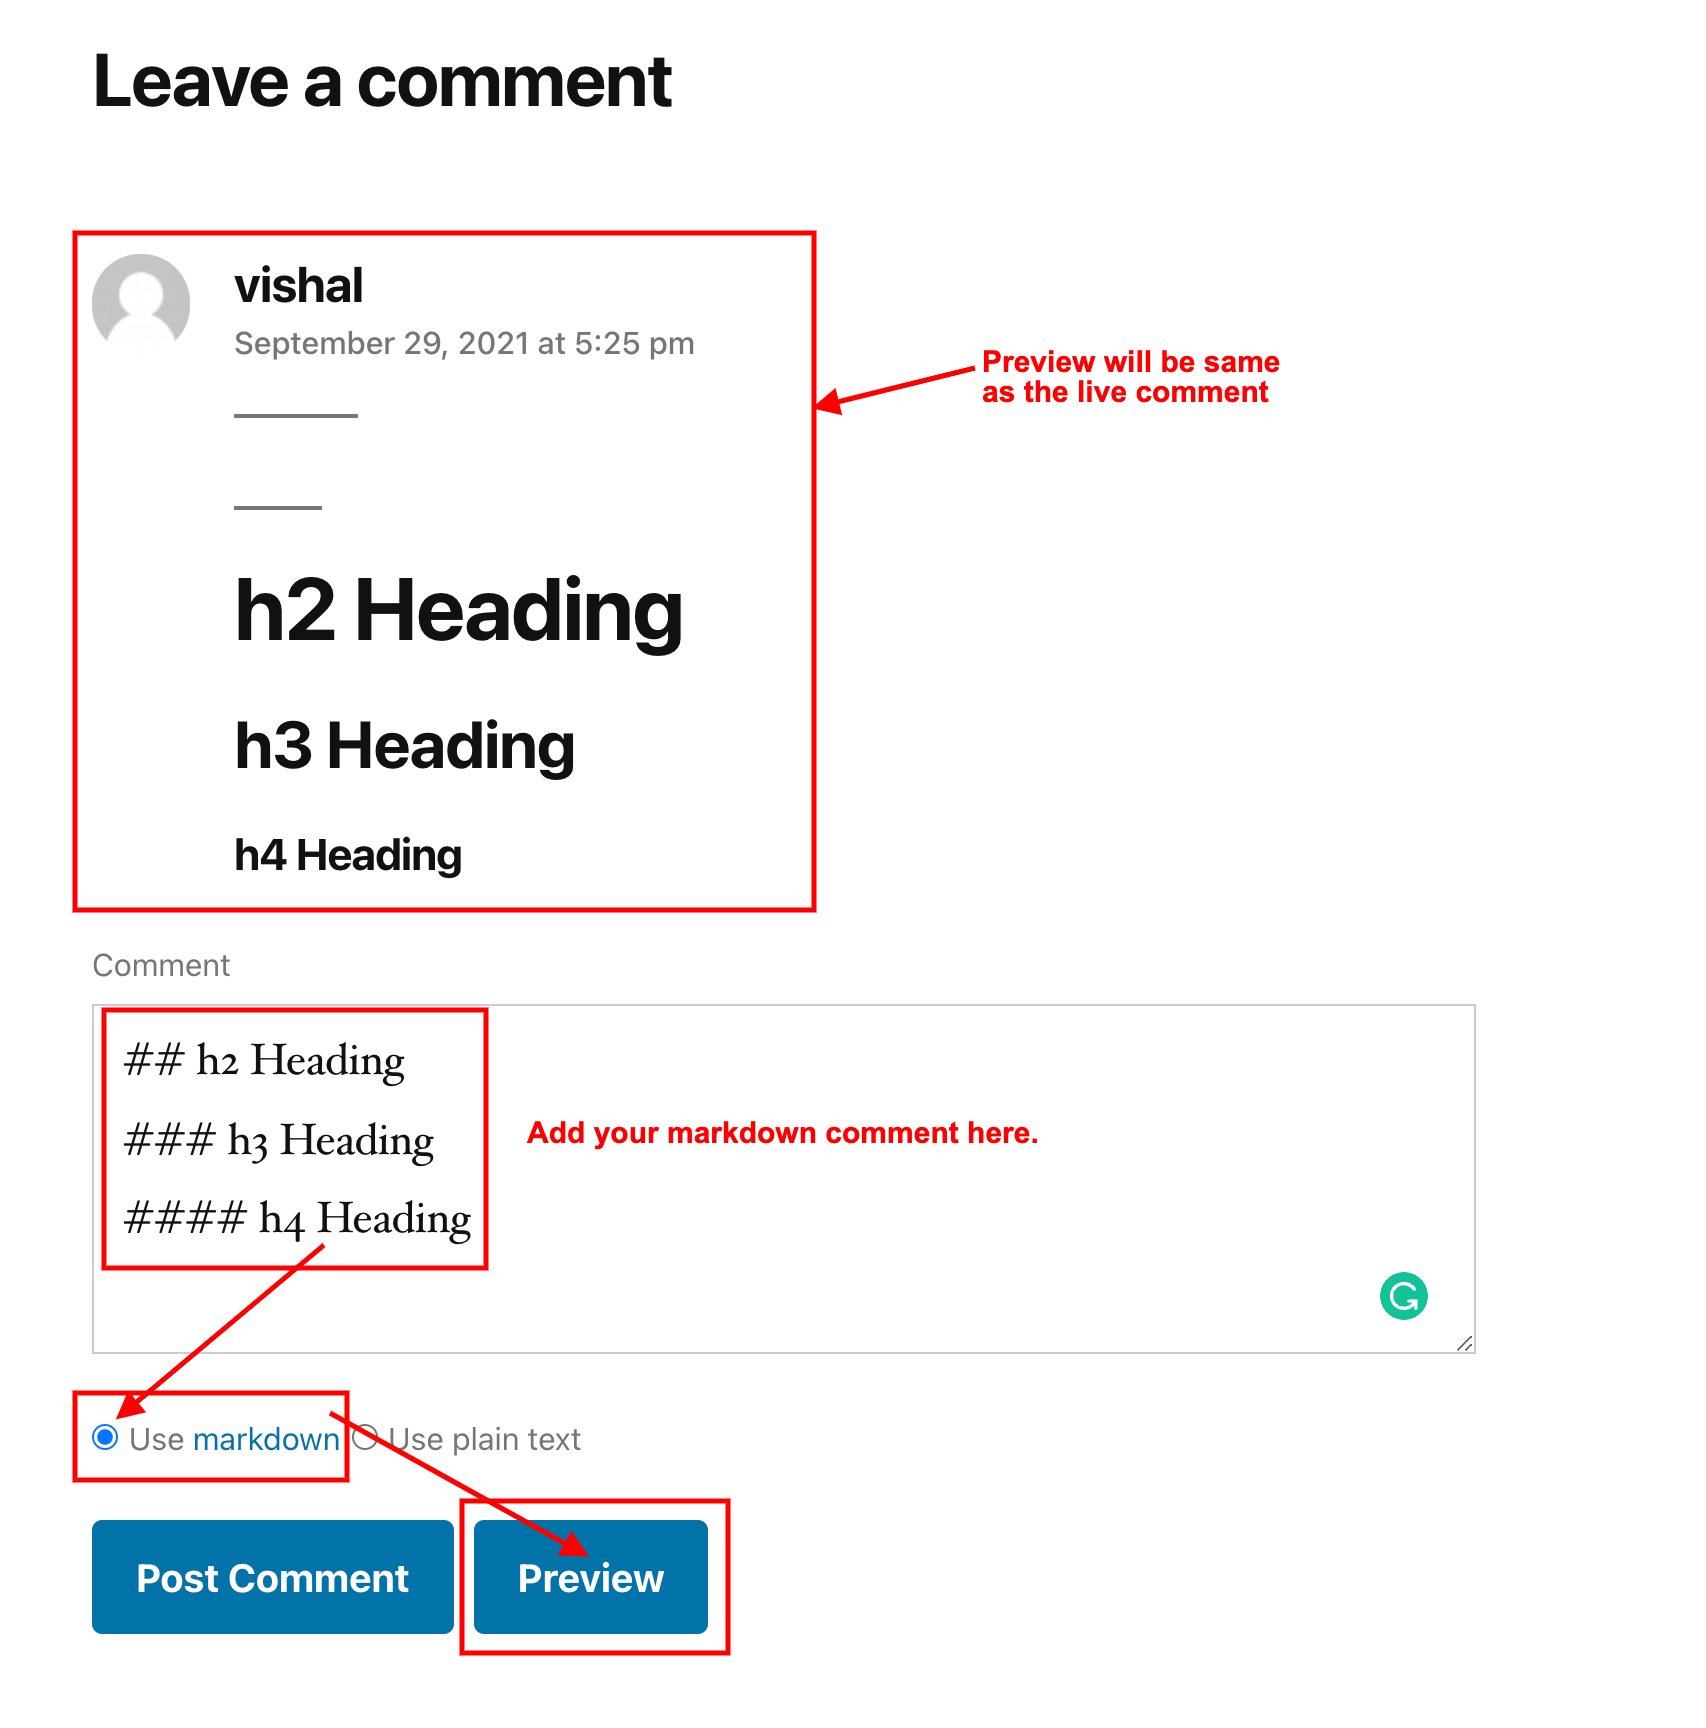 Leave a comment
vishal
September 29, 2021 at 5:25 pm
Preview will be same
as the live comment
h2 Heading
h3 Heading
h4 Heading
Comment
## h2 Heading
### h3 Heading
#### h4 Heading
Add your markdown comment here.
Use markdown
Use plain text
Post Comment
Preview